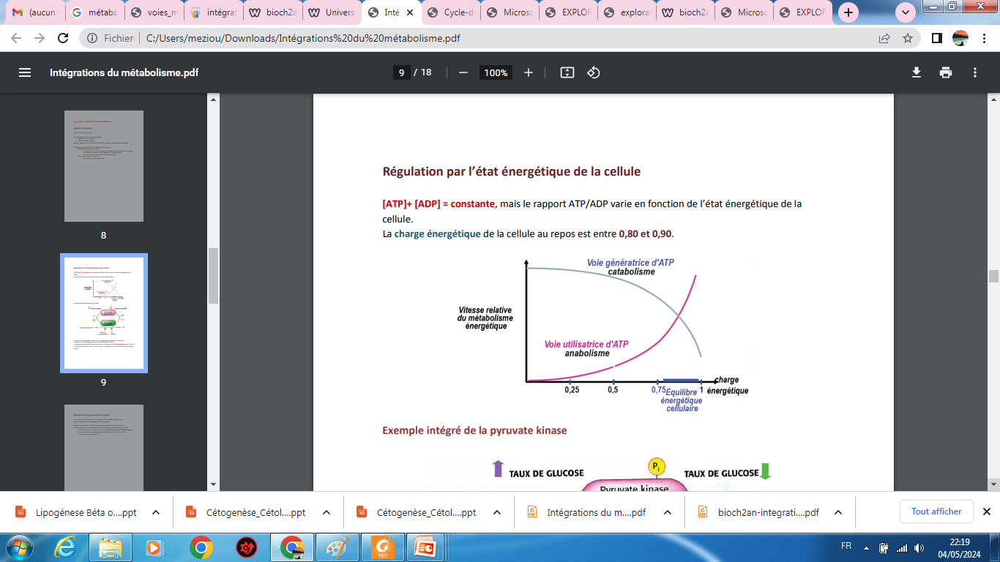 (aucun
métabo
voies_m
intégrat
bioch2a
Univers
Inté
Cycle-d
Microsc
EXPLOR
explora
bioch2a
Microsc
EXPLOR
Fichier
C:/Users/meziou/Downloads/Intégrations%20du%20métabolisme.pdf
Intégrations du métabolisme.pdf
9 / 18
100%
8
9
Régulation par l’état énergétique de la cellule
[ATP]+ [ADP] = constante, mais le rapport ATP/ADP varie en fonction de l’état énergétique de la
cellule.
La charge énergétique de la cellule au repos est entre 0,80 et 0,90.
Voie génératrice d'ATP
catabolisme
Vitesse relative
du métabolisme
énergétique
Voie utilisatrice d'ATP
anabolisme
0,25
0,5
0,75
1
charge
énergétique
Équilibre
énergétique
cellulaire
Exemple intégré de la pyruvate kinase
TAUX DE GLUCOSE
Pi
TAUX DE GLUCOSE
Pyruvate kinase
Lipogénese Béta o....ppt
Cétogenèse_Cétol....ppt
Cétogenèse_Cétol....ppt
Intégrations du m....pdf
bioch2an-integrati....pdf
Tout afficher
FR
22:19
04/05/2024